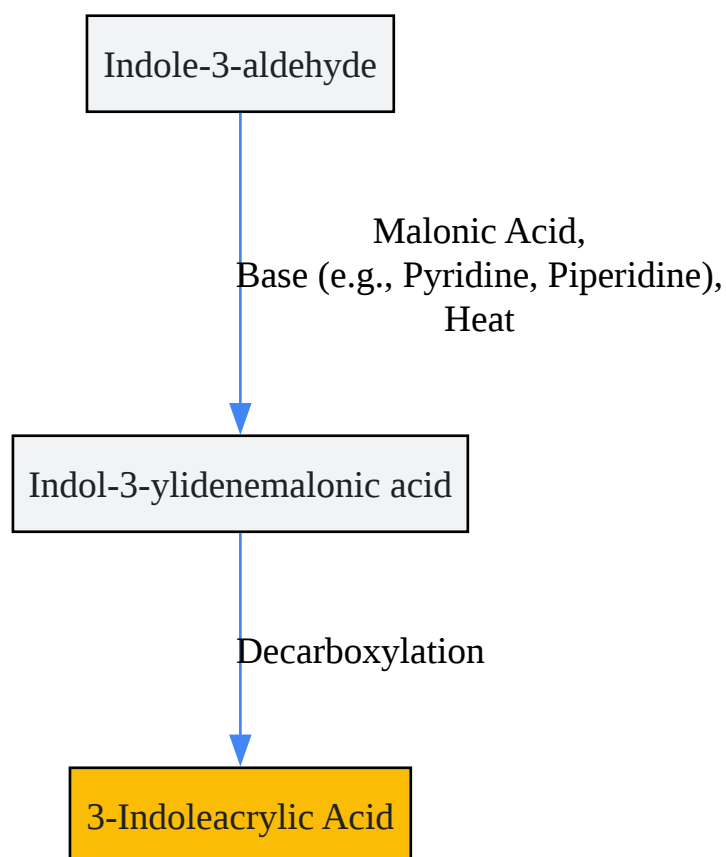 Indole-3-aldehyde
Malonic Acid,
Base (e.g., Pyridine, Piperidine),
Heat
Indol-3-ylidenemalonic acid
Decarboxylation
3-Indoleacrylic Acid